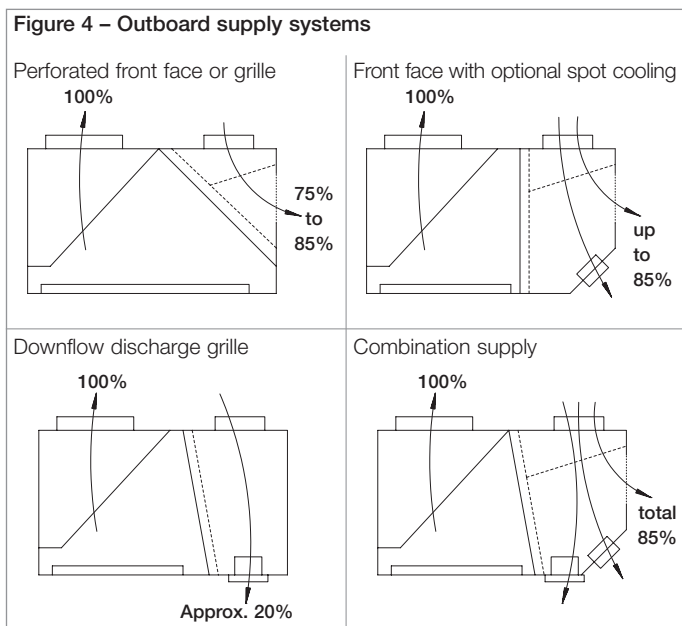 Figure 4 – Outboard supply systems
Perforated front face or grille
100%
75%
to
85%
Front face with optional spot cooling
100%
up
to
85%
Downflow discharge grille
100%
Approx. 20%
Combination supply
100%
total
85%